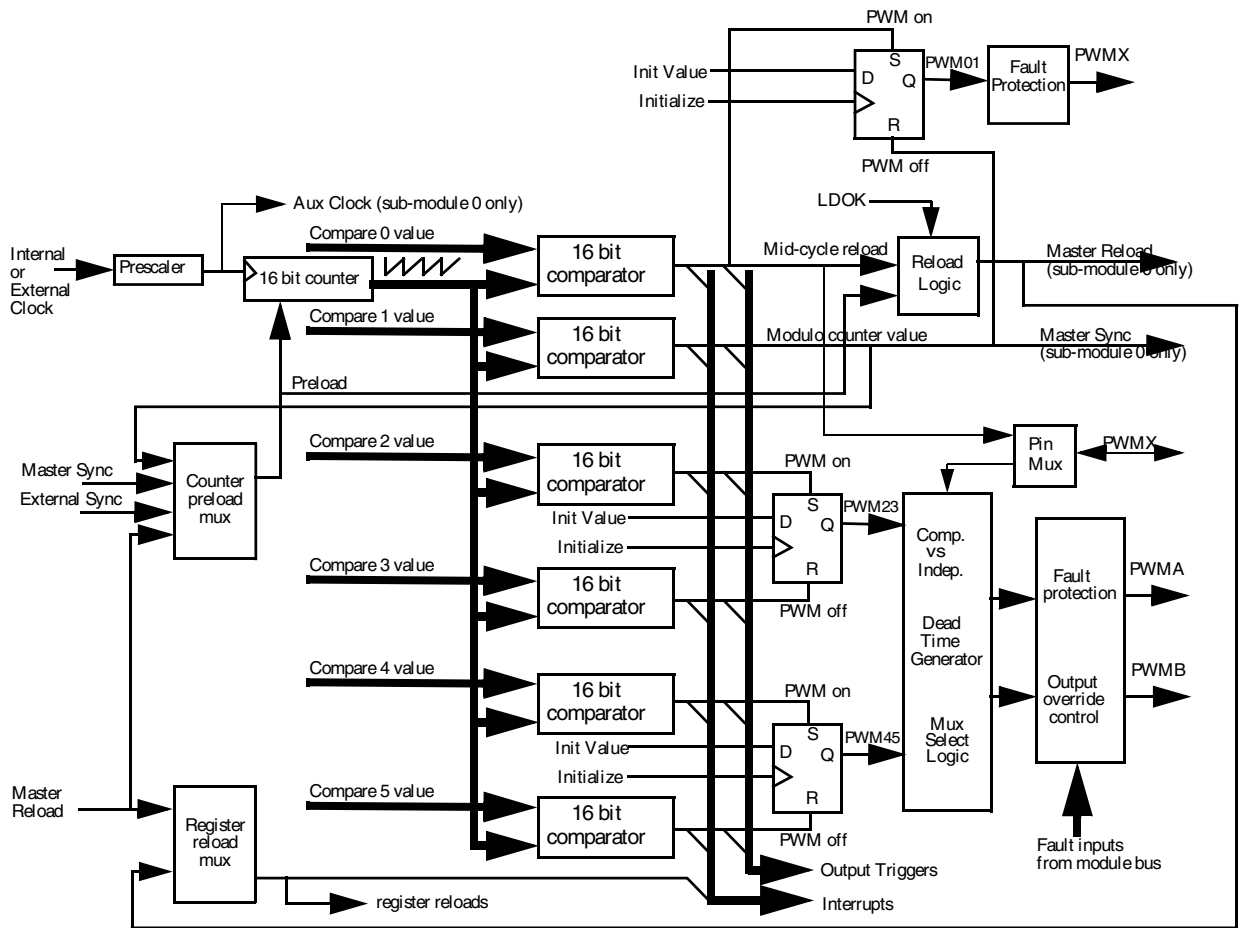 PWM on
Init Value
Initialize
D
S
Q
R
PWM01
Fault
Protection
PWMX
PWM off
Aux Clock (sub-module 0 only)
LDOK
Internal
or
External
Clock
Prescaler
16 bit counter
Compare 0 value
16 bit
comparator
Mid-cycle reload
Reload
Logic
Master Reload
(sub-module 0 only)
Compare 1 value
16 bit
comparator
Modulo counter value
Master Sync
(sub-module 0 only)
Preload
Master Sync
External Sync
Counter
preload
mux
Compare 2 value
16 bit
comparator
PWM on
Pin
Mux
PWMX
Init Value
Initialize
D
S
Q
R
PWM23
Compare 3 value
16 bit
comparator
PWM off
Comp.
vs
Indep.
Dead
Time
Generator
Mux
Select
Logic
Fault
protection
Output
override
control
PWMA
PWMB
Compare 4 value
16 bit
comparator
PWM on
Init Value
Initialize
D
S
Q
R
PWM45
Compare 5 value
16 bit
comparator
PWM off
Master
Reload
Register
reload
mux
Fault inputs
from module bus
Output Triggers
register reloads
Interrupts